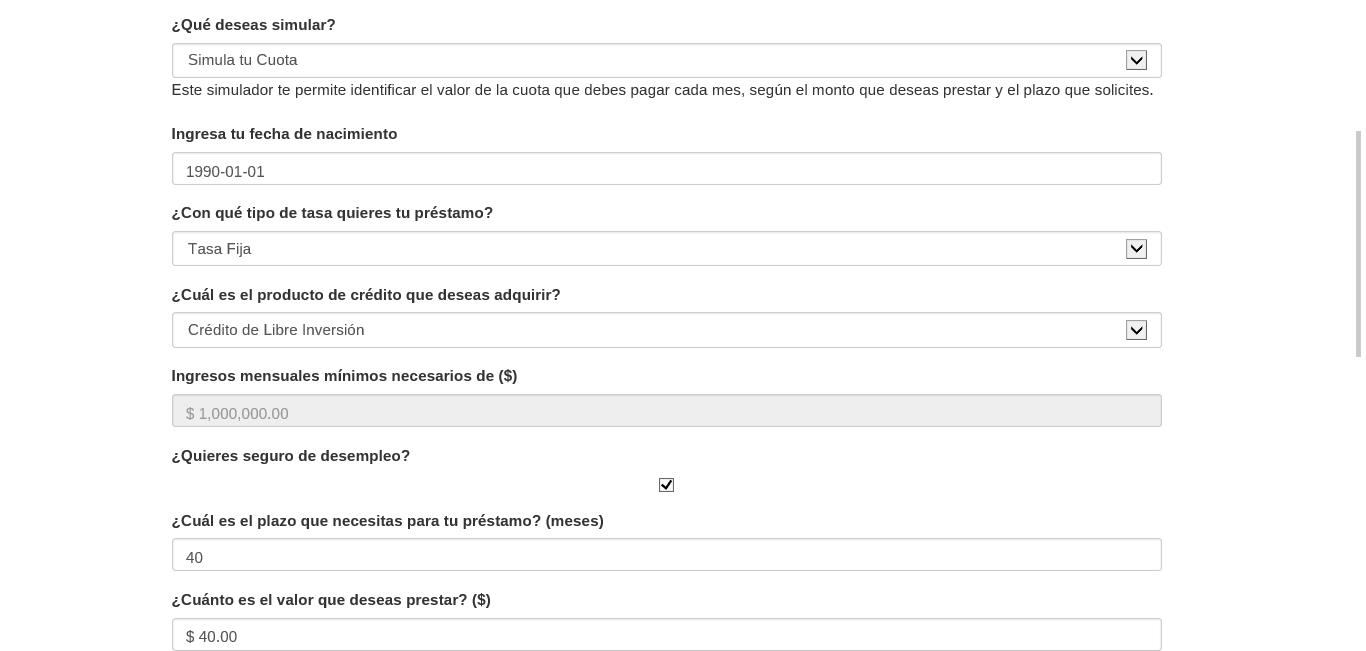 ¿Qué deseas simular?
Simula tu Cuota
Este simulador te permite identificar el valor de la cuota que debes pagar cada mes, según el monto que deseas prestar y el plazo que solicites.
Ingresa tu fecha de nacimiento
1990-01-01
¿Con qué tipo de tasa quieres tu préstamo?
Tasa Fija
¿Cuál es el producto de crédito que deseas adquirir?
Crédito de Libre Inversión
Ingresos mensuales mínimos necesarios de ($)
$ 1,000,000.00
¿Quieres seguro de desempleo?
¿Cuál es el plazo que necesitas para tu préstamo? (meses)
40
¿Cuánto es el valor que deseas prestar? ($)
$ 40.00